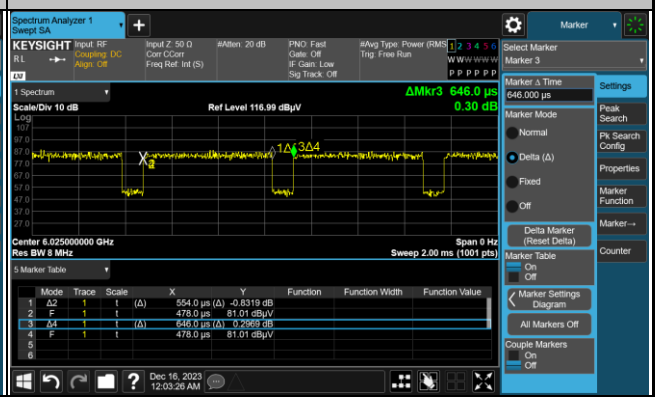 Spectrum Analyzer 1
Swept SA
+
Marker
KEYSIGHT
Input: RF
Coupling: DC
Align: Off
Input Z: 50 Ω
Corr CCorr
Freq Ref: Int (S)
#Atten: 20 dB
PNO: Fast
Gate: Off
IF Gain: Low
Sig Track: Off
#Avg Type: Power (RMS
Trig: Free Run
1 2 3 4 5 6
W W W W W W
P P P P P P
R L
LXI
Select Marker
Marker 3
1 Spectrum
ΔMkr3 646.0 µs
0.30 dB
Scale/Div 10 dB
Ref Level 116.99 dBµV
Log
107
97.0
87.0
77.0
67.0
57.0
47.0
37.0
27.0
1Δ2
3Δ4
Center 6.025000000 GHz
Span 0 Hz
Res BW 8 MHz
Sweep 2.00 ms (1001 pts)
5 Marker Table
Mode Trace Scale X Y Function Function Width Function Value
1 Δ2 1 t (Δ) 554.0 µs (Δ) -0.8319 dB
2 F 1 t 478.0 µs 81.01 dBµV
3 Δ4 1 t (Δ) 646.0 µs (Δ) 0.2969 dB
4 F 1 t 478.0 µs 81.01 dBµV
5
6
Marker Δ Time
646.000 µs
Marker Mode
Normal
Delta (Δ)
Fixed
Off
Delta Marker
(Reset Delta)
Marker Table
On
Off
Marker Settings
Diagram
All Markers Off
Couple Markers
On
Off
Settings
Peak
Search
Pk Search
Config
Properties
Marker
Function
Marker→
Counter
?
Dec 16, 2023
12:03:26 AM